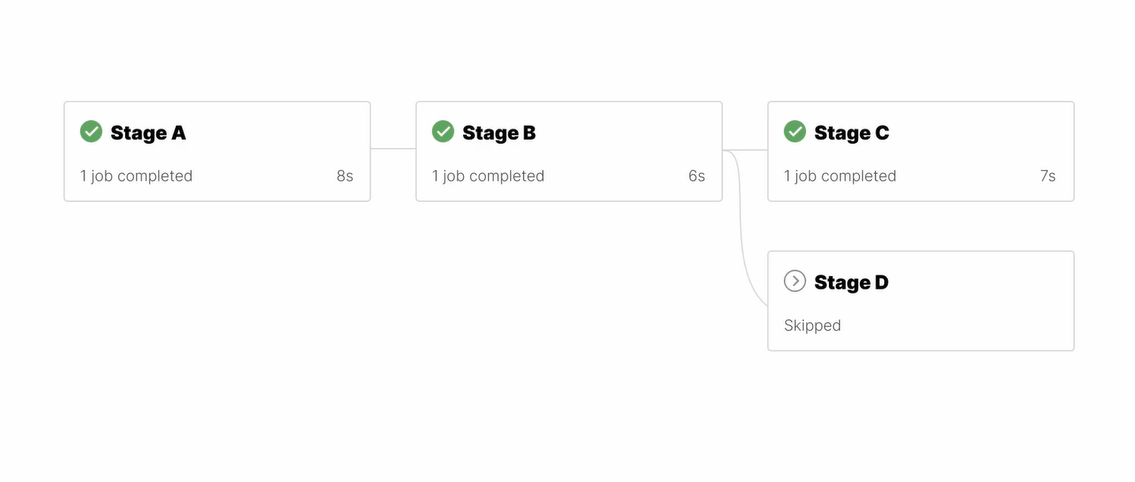 Stage A
1 job completed 8s
Stage B
1 job completed 6s
Stage C
1 job completed 7s
Stage D
Skipped